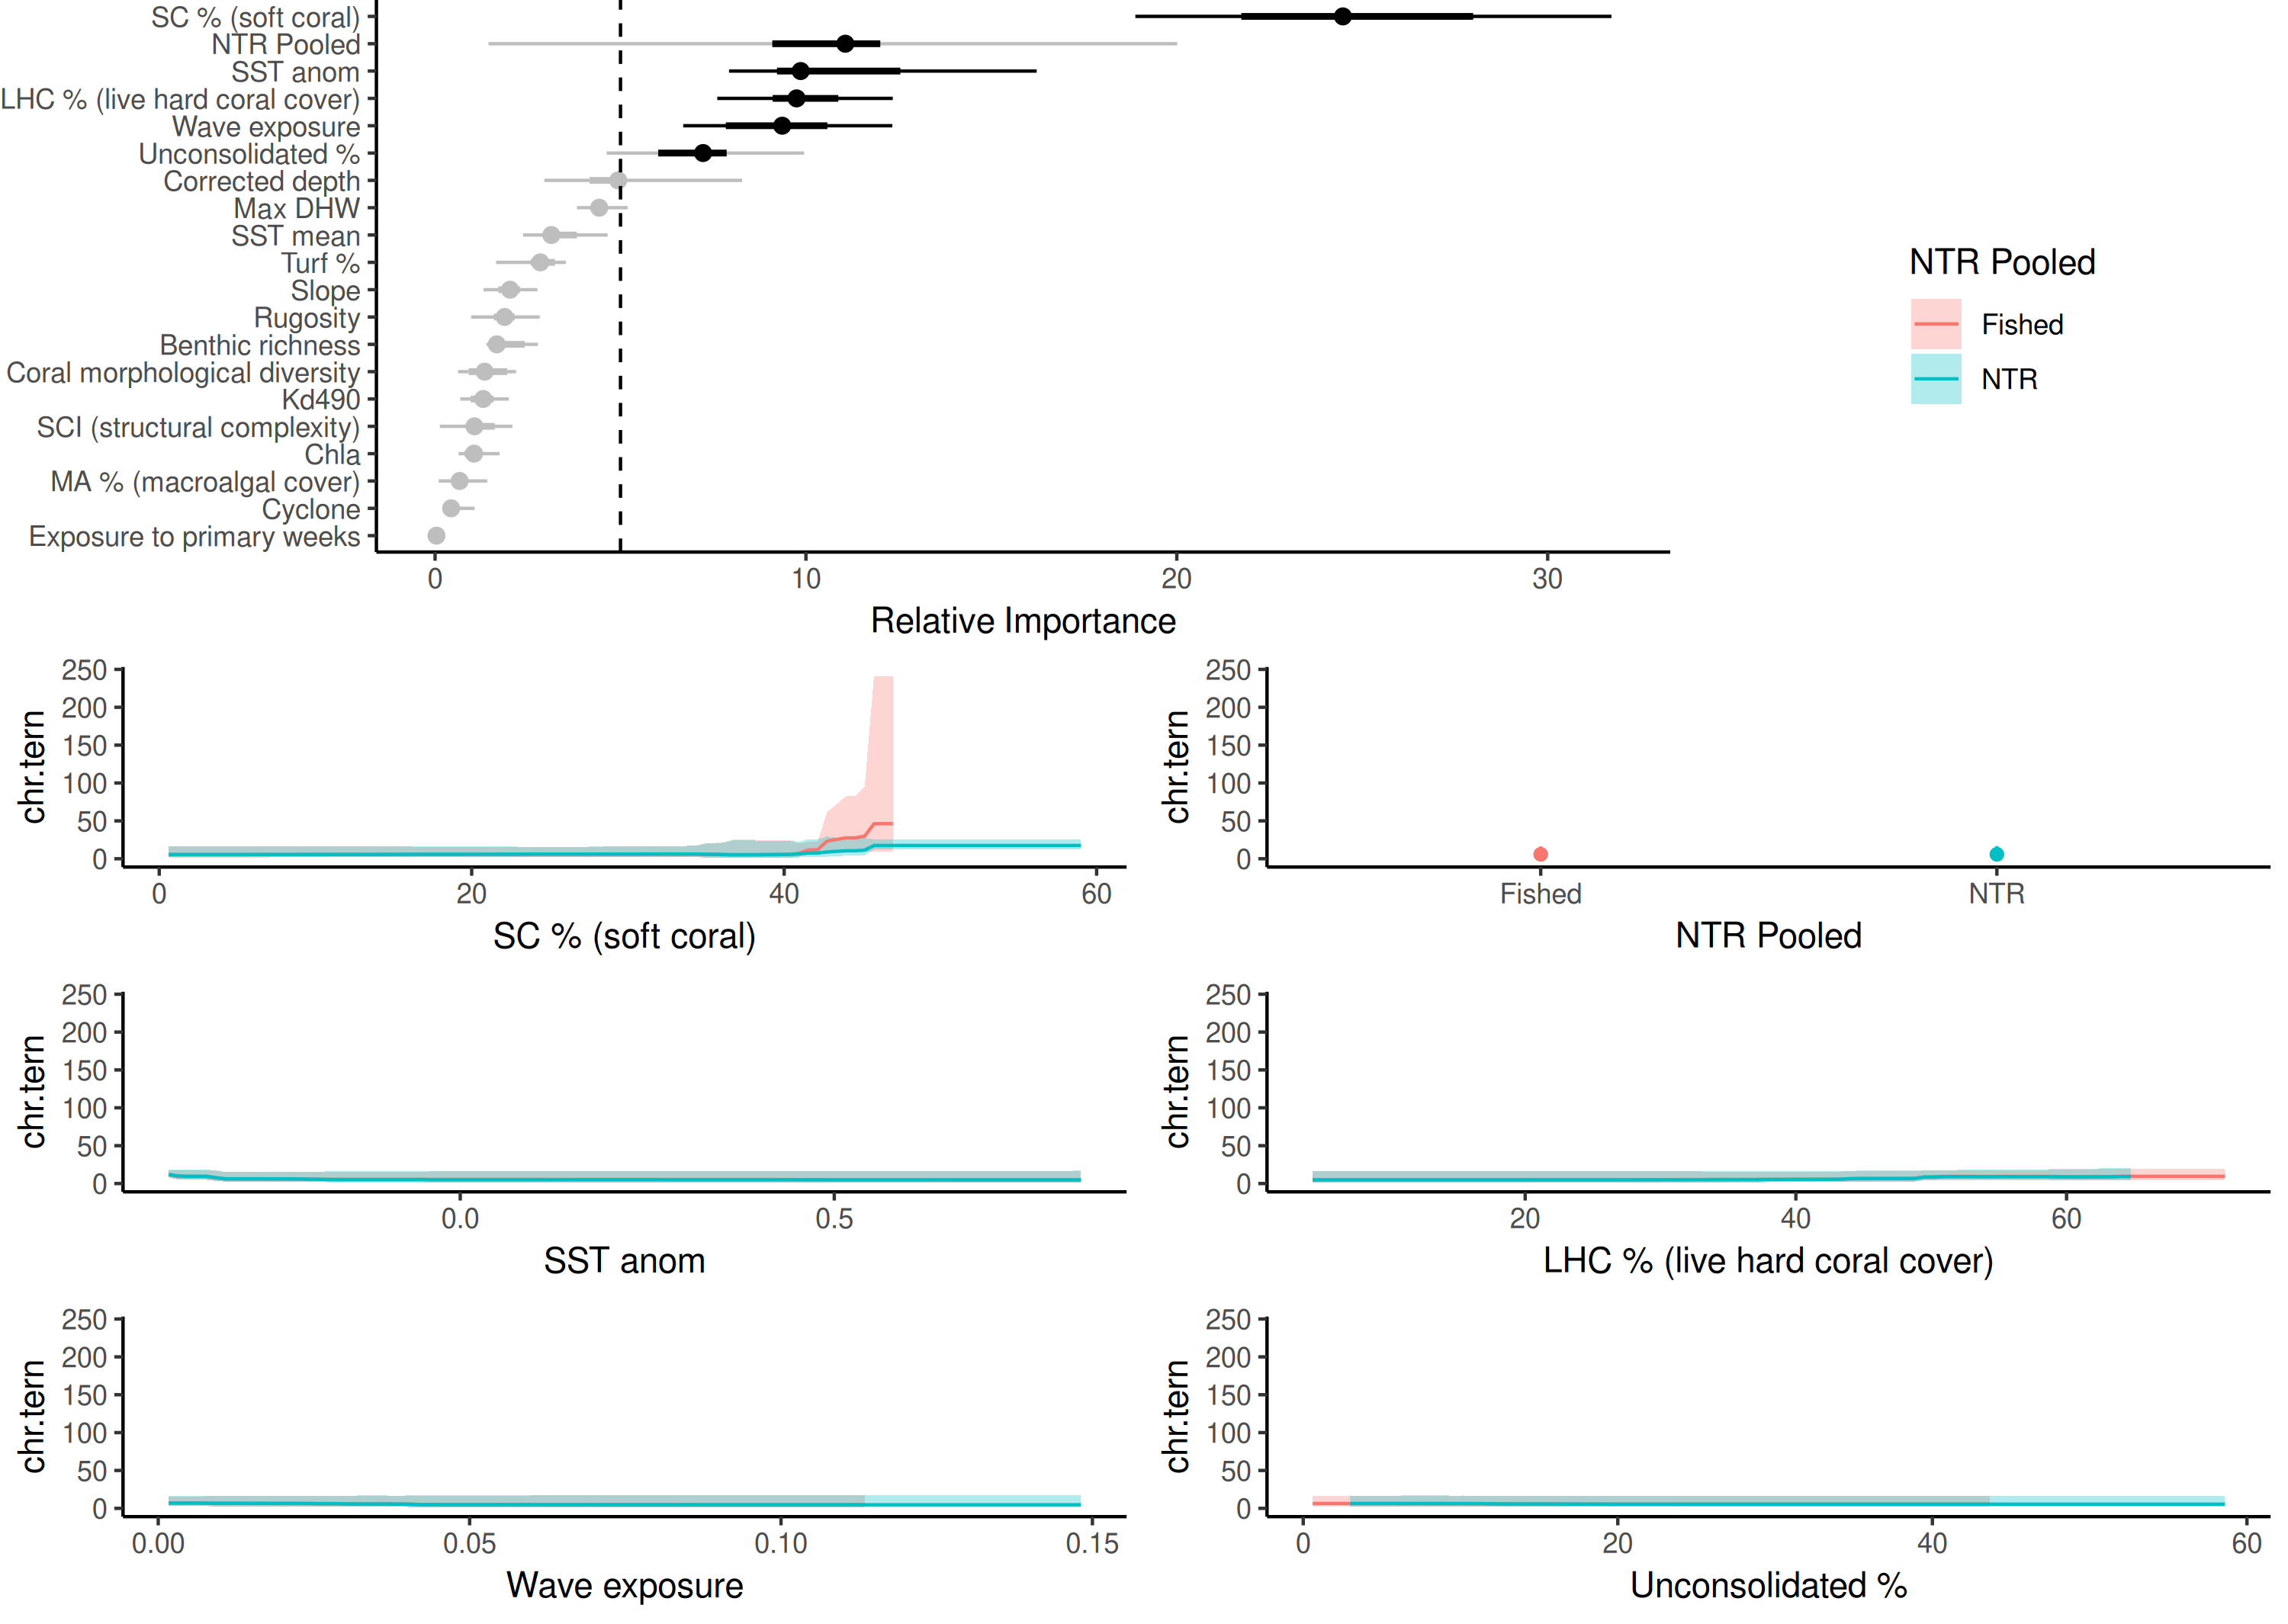 SC % (soft coral)
NTR Pooled
SST anom
LHC % (live hard coral cover)
Wave exposure
Unconsolidated %
Corrected depth
Max DHW
SST mean
Turf %
Slope
Rugosity
Benthic richness
Coral morphological diversity
Kd490
SCI (structural complexity)
Chla
MA % (macroalgal cover)
Cyclone
Exposure to primary weeks
0 10 20 30
Relative Importance
NTR Pooled
Fished
NTR
250
200
150
100
50
0
chr.tern
0 20 40 60
SC % (soft coral)
250
200
150
100
50
0
chr.tern
Fished NTR
NTR Pooled
250
200
150
100
50
0
chr.tern
0.0 0.5
SST anom
250
200
150
100
50
0
chr.tern
20 40 60
LHC % (live hard coral cover)
250
200
150
100
50
0
chr.tern
0.00 0.05 0.10 0.15
Wave exposure
250
200
150
100
50
0
chr.tern
0 20 40 60
Unconsolidated %